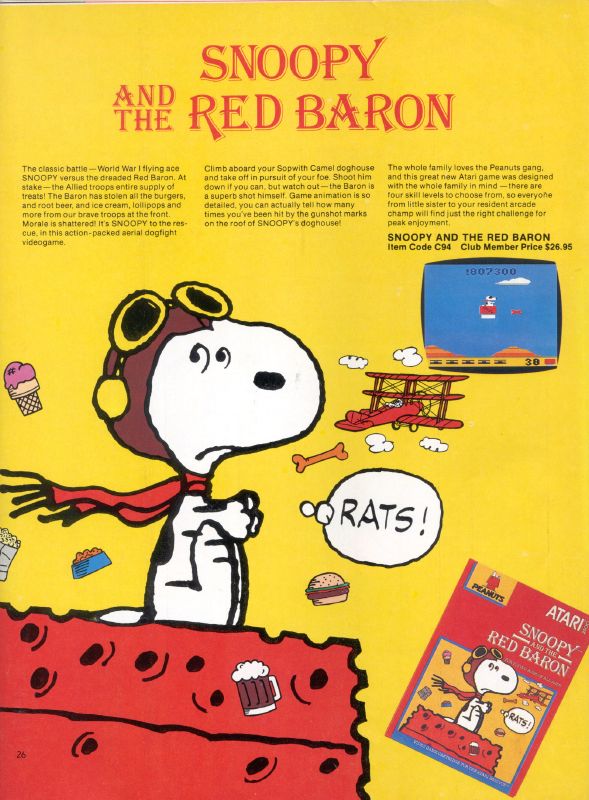 SNOOPY
AND THE RED BARON
The classic battle — World War I flying ace
SNOOPY versus the dreaded Red Baron. At
stake — the Allied troops entire supply of
treats! The Baron has stolen all the burgers,
and root beer, and ice cream, lollipops and
more from our brave troops at the front.
Morale is shattered! It's SNOOPY to the res-
cue, in this action-packed aerial dogfight
videogame.
Climb aboard your Sopwith Camel doghouse
and take off in pursuit of your foe. Shoot him
down if you can, but watch out — the Baron is
a superb shot himself. Game animation is so
detailed, you can actually tell how many
times you've been hit by the gunshot marks
on the roof of SNOOPY's doghouse!
The whole family loves the Peanuts gang,
and this great new Atari game was designed
with the whole family in mind — there are
four skill levels to choose from, so everyone
from little sister to your resident arcade
champ will find just the right challenge for
peak enjoyment.
SNOOPY AND THE RED BARON
Item Code C94 Club Member Price $26.95
1807300
38
RATS!
PEANUTS
ATARI
SNOOPY
AND THE
RED BARON
RATS!
26